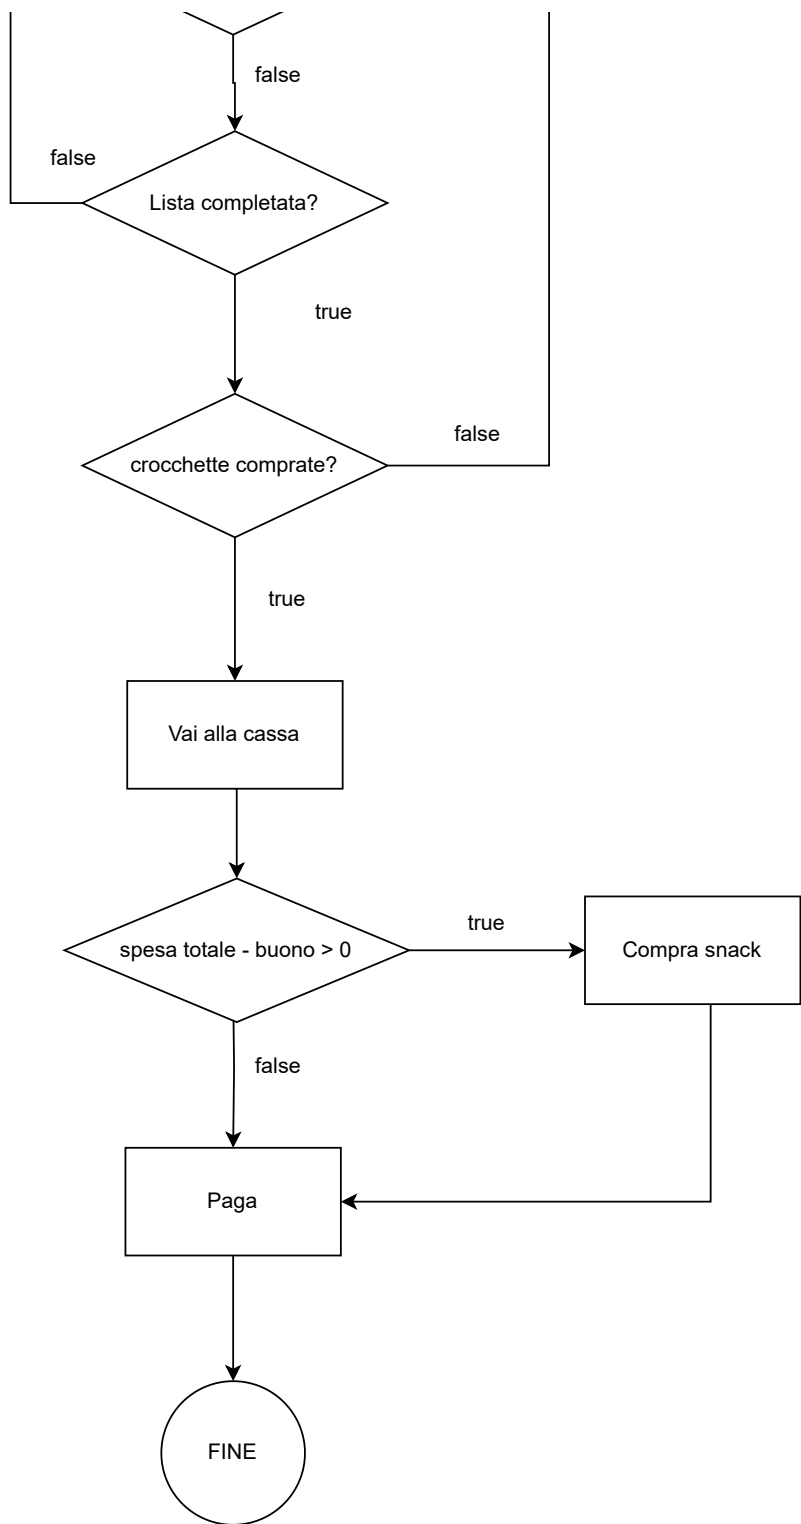 false
false
Lista completata?
true
false
crocchette comprate?
true
Vai alla cassa
true
spesa totale - buono > 0
Compra snack
false
Paga
FINE